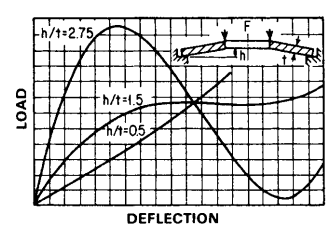 h/t=2.75
F
h
t
h/t=1.5
h/t=0.5
LOAD
DEFLECTION